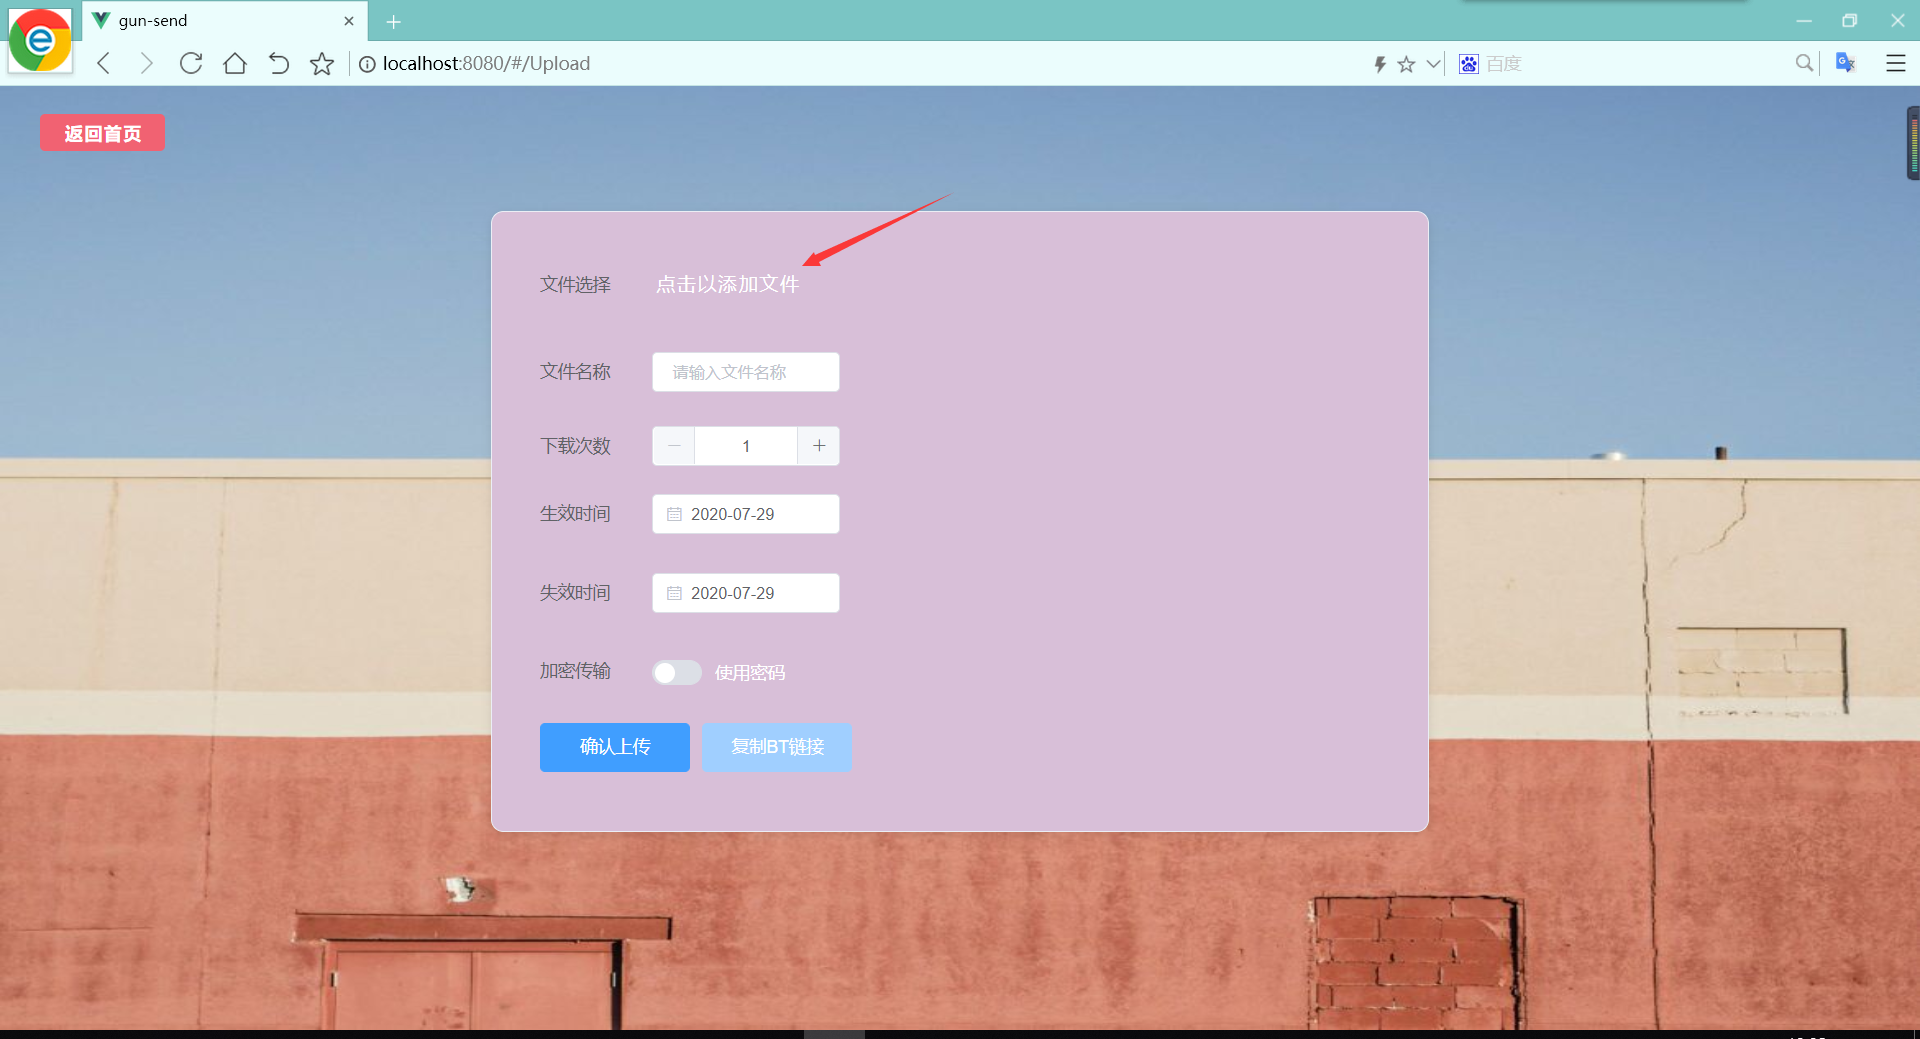 gun-send
localhost:8080/#/Upload
百度
返回首页
文件选择 点击以添加文件
文件名称 请输入文件名称
下载次数 1
生效时间 2020-07-29
失效时间 2020-07-29
加密传输 使用密码
确认上传 复制BT链接